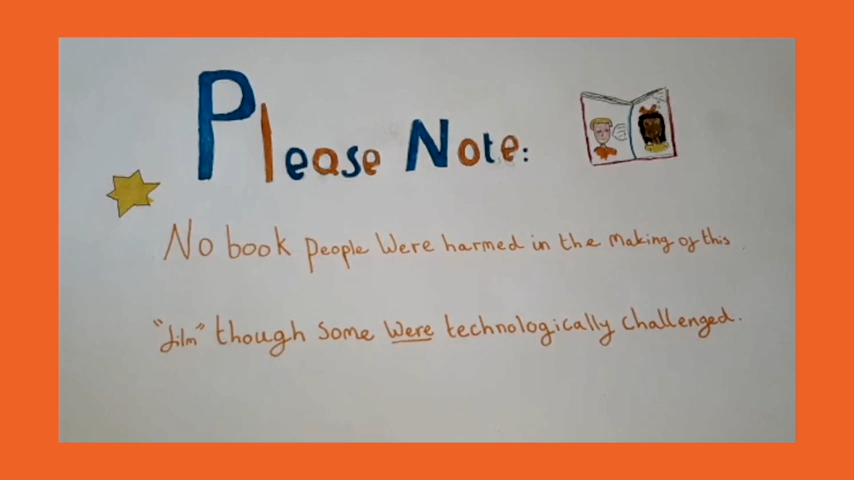 Please Note:
No book people Were harmed in the Making of this
"film" though Some Were technologically challenged.